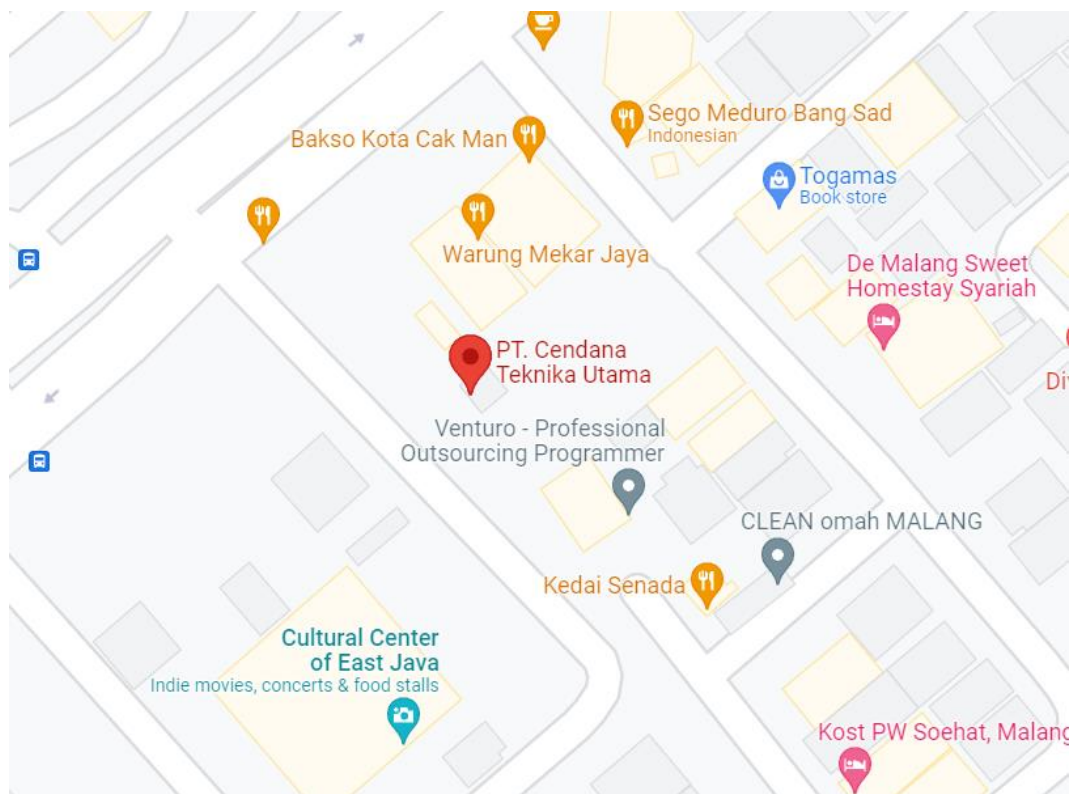 Sego Meduro Bang Sad
Indonesian
Bakso Kota Cak Man
Togamas
Book store
Warung Mekar Jaya
De Malang Sweet
Homestay Syariah
PT. Cendana
Teknika Utama
Div
Venturo - Professional
Outsourcing Programmer
CLEAN omah MALANG
Kedai Senada
Cultural Center
of East Java
Indie movies, concerts & food stalls
Kost PW Soehat, Malang